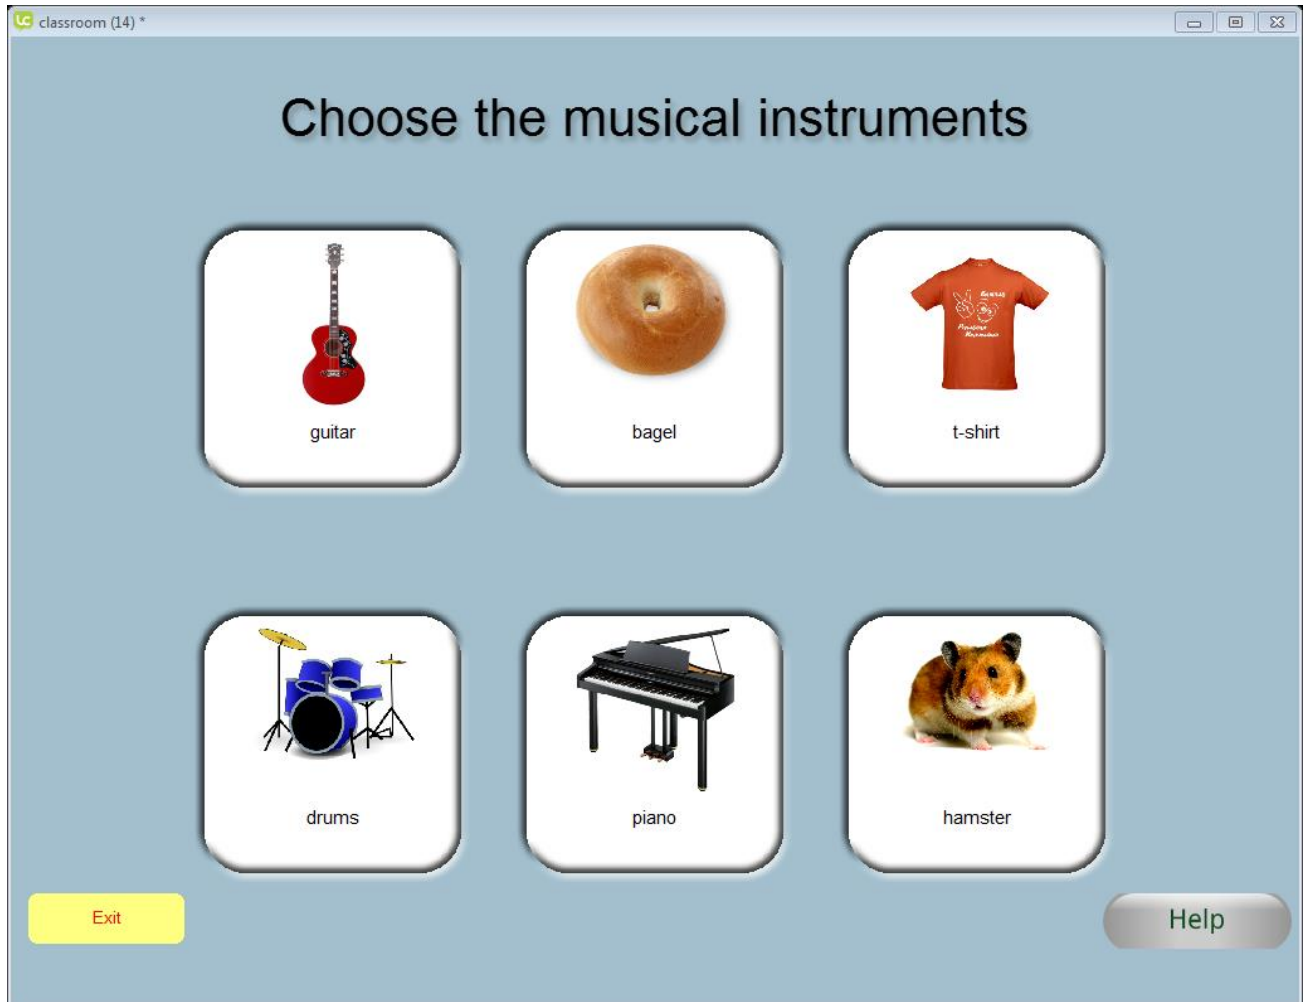 classroom (14) *
Choose the musical instruments
guitar
bagel
t-shirt
drums
piano
hamster
Exit
Help